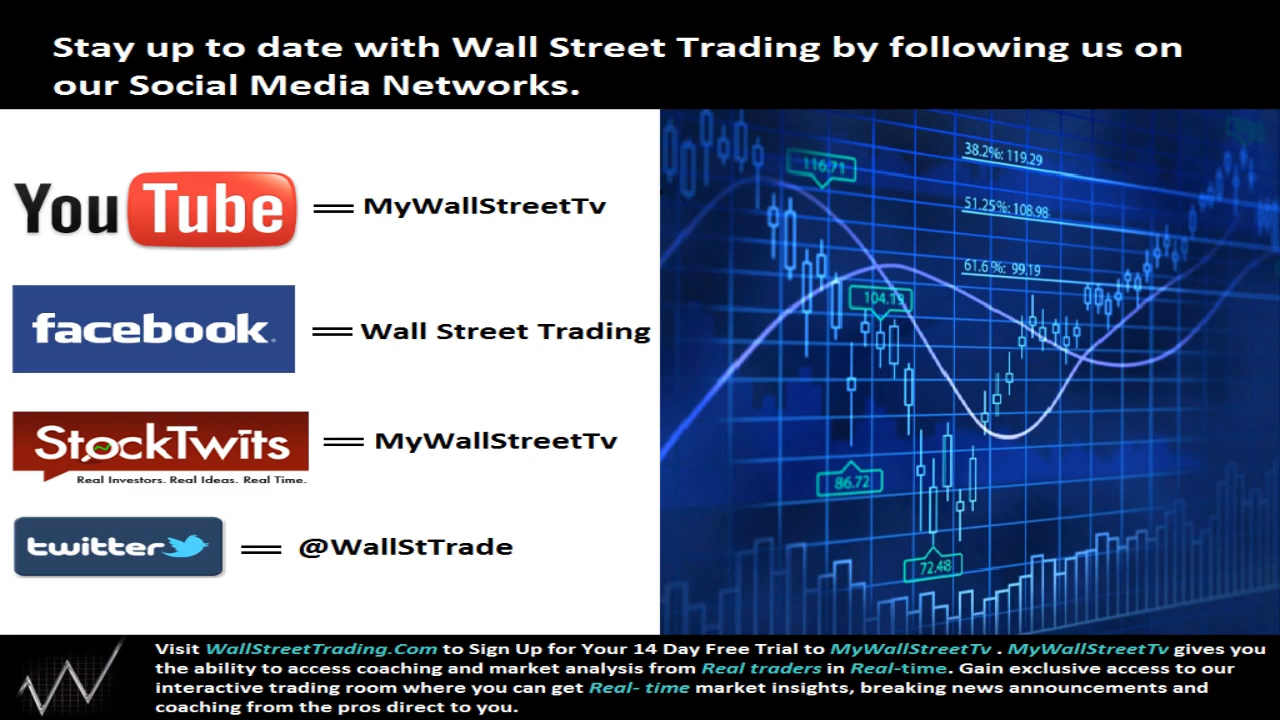 Stay up to date with Wall Street Trading by following us on
our Social Media Networks.
YouTube = MyWallStreetTv
facebook. = Wall Street Trading
StockTwits = MyWallStreetTv
Real Investors. Real Ideas. Real Time.
twitter = @WallStTrade
116.71
38.2%: 119.29
51.25%: 108.98
61.6%: 99.19
104.19
86.72
72.48
Visit WallStreetTrading.Com to Sign Up for Your 14 Day Free Trial to MyWallStreetTv . MyWallStreetTv gives you
the ability to access coaching and market analysis from Real traders in Real-time. Gain exclusive access to our
interactive trading room where you can get Real- time market insights, breaking news announcements and
coaching from the pros direct to you.